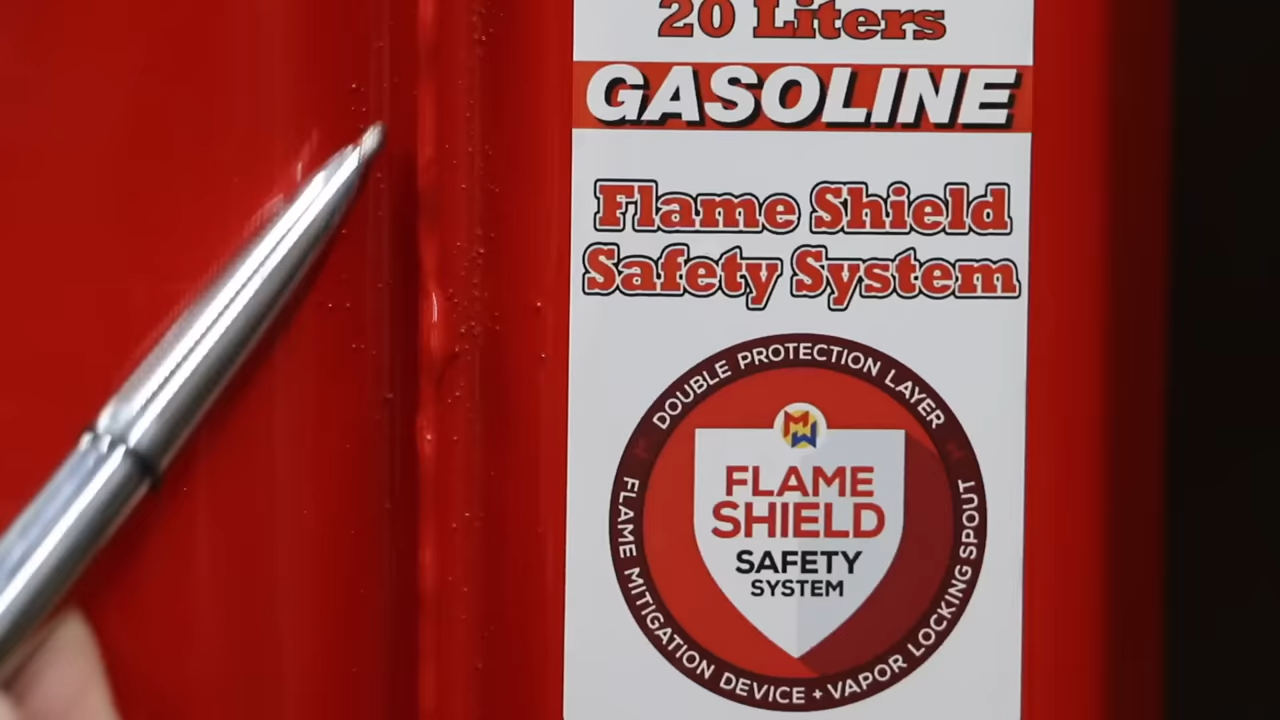 20 Liters
GASOLINE
Flame Shield
Safety System
DOUBLE PROTECTION LAYER
MW
FLAME
SHIELD
SAFETY
SYSTEM
FLAME MITIGATION DEVICE + VAPOR LOCKING SPOUT